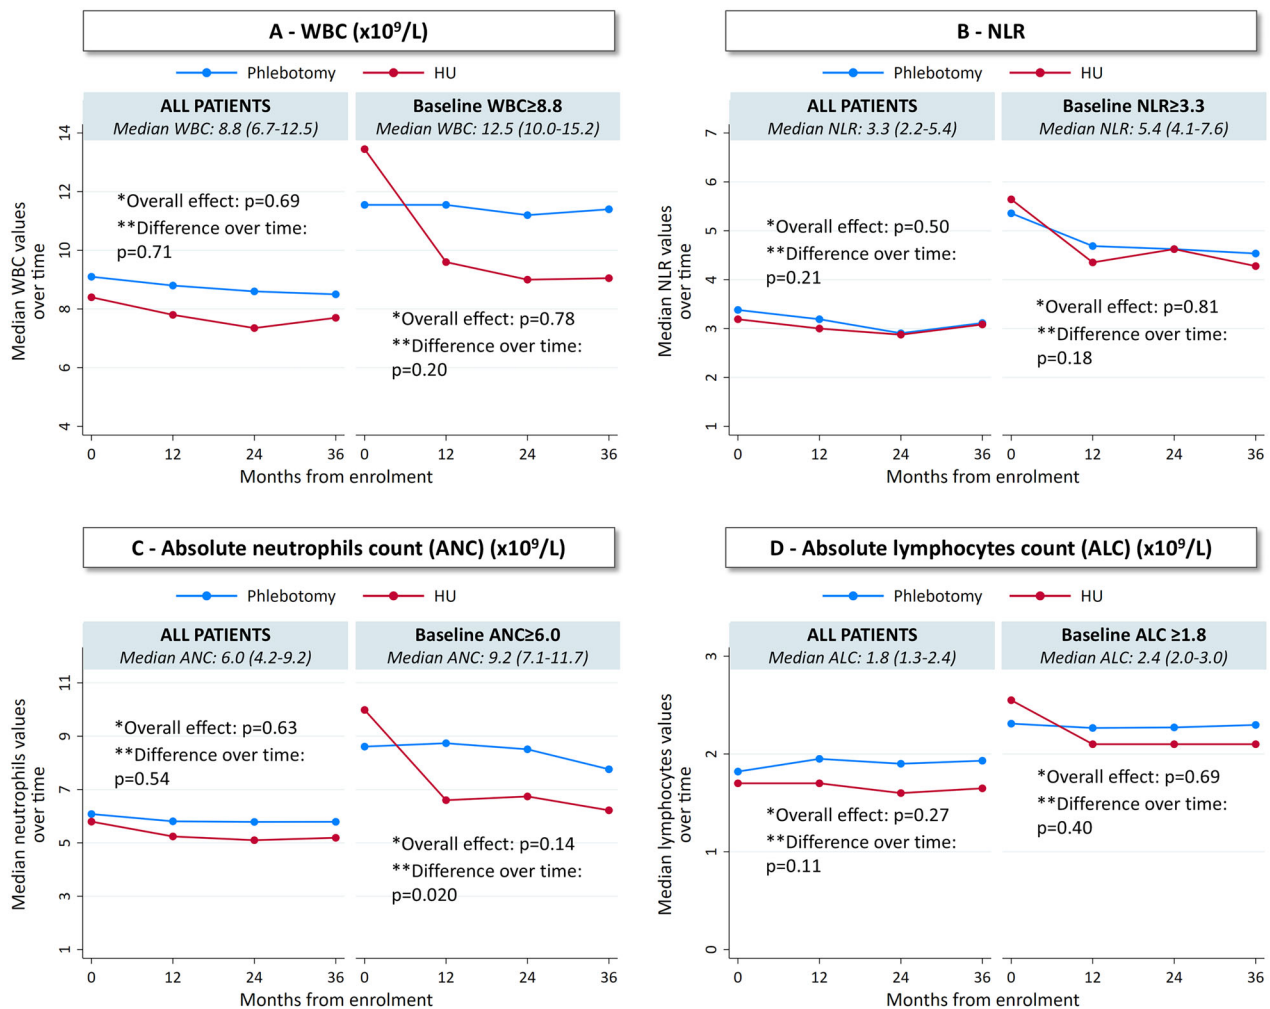 A - WBC (x10⁹/L)
Phlebotomy HU
ALL PATIENTS
Median WBC: 8.8 (6.7-12.5)
Baseline WBC≥8.8
Median WBC: 12.5 (10.0-15.2)
Median WBC values
over time
14
12
10
8
6
4
*Overall effect: p=0.69
**Difference over time:
p=0.71
*Overall effect: p=0.78
**Difference over time:
p=0.20
0 12 24 36 0 12 24 36
Months from enrolment
B - NLR
Phlebotomy HU
ALL PATIENTS
Median NLR: 3.3 (2.2-5.4)
Baseline NLR≥3.3
Median NLR: 5.4 (4.1-7.6)
Median NLR values
over time
7
6
5
4
3
2
1
*Overall effect: p=0.50
**Difference over time:
p=0.21
*Overall effect: p=0.81
**Difference over time:
p=0.18
0 12 24 36 0 12 24 36
Months from enrolment
C - Absolute neutrophils count (ANC) (x10⁹/L)
Phlebotomy HU
ALL PATIENTS
Median ANC: 6.0 (4.2-9.2)
Baseline ANC≥6.0
Median ANC: 9.2 (7.1-11.7)
Median neutrophils values
over time
11
9
7
5
3
1
*Overall effect: p=0.63
**Difference over time:
p=0.54
*Overall effect: p=0.14
**Difference over time:
p=0.020
0 12 24 36 0 12 24 36
Months from enrolment
D - Absolute lymphocytes count (ALC) (x10⁹/L)
Phlebotomy HU
ALL PATIENTS
Median ALC: 1.8 (1.3-2.4)
Baseline ALC ≥1.8
Median ALC: 2.4 (2.0-3.0)
Median lymphocytes values
over time
3
2
1
0
*Overall effect: p=0.27
**Difference over time:
p=0.11
*Overall effect: p=0.69
**Difference over time:
p=0.40
0 12 24 36 0 12 24 36
Months from enrolment